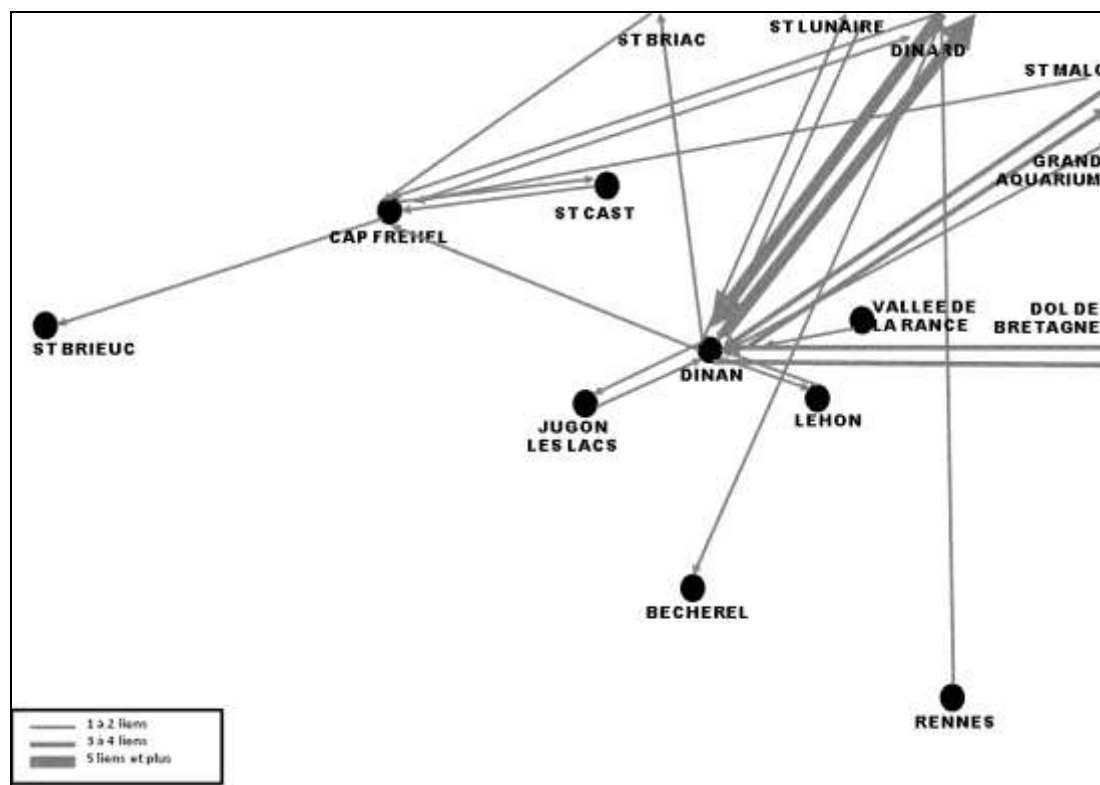 ST LUNAIRE
ST BRIAC
DINARD
ST MALO
GRAND
AQUARIUM
ST CAST
CAP FREHEL
VALLEE DE
LA RANCE
DOL DE
BRETAGNE
ST BRIEUC
DINAN
LEHON
JUGON
LES LACS
BECHEREL
RENNES
1 à 2 liens
3 à 4 liens
5 liens et plus